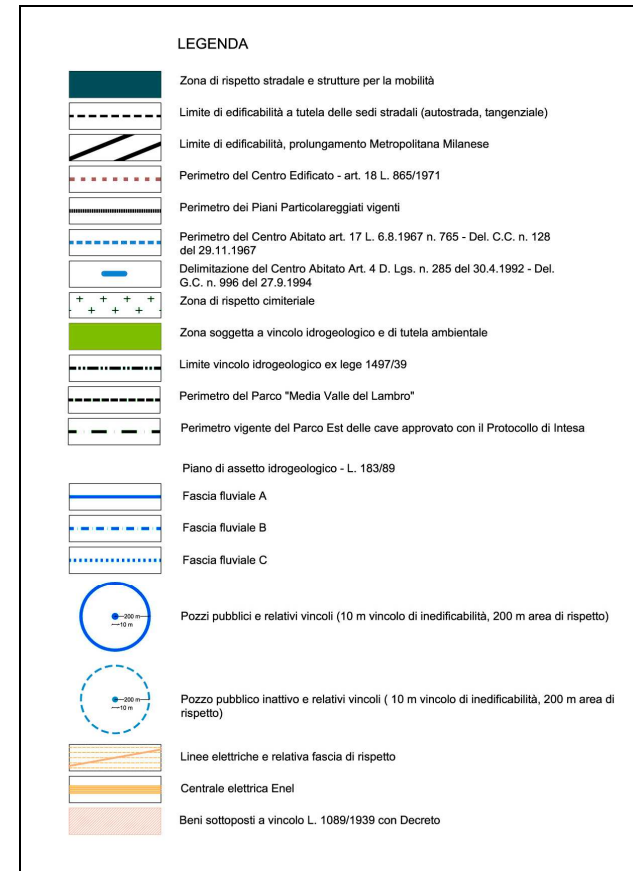 LEGENDA
Zona di rispetto stradale e strutture per la mobilità
Limite di edificabilità a tutela delle sedi stradali (autostrada, tangenziale)
Limite di edificabilità, prolungamento Metropolitana Milanese
Perimetro del Centro Edificato - art. 18 L. 865/1971
Perimetro dei Piani Particolareggiati vigenti
Perimetro del Centro Abitato art. 17 L. 6.8.1967 n. 765 - Del. C.C. n. 128
del 29.11.1967
Delimitazione del Centro Abitato Art. 4 D. Lgs. n. 285 del 30.4.1992 - Del.
G.C. n. 996 del 27.9.1994
Zona di rispetto cimiteriale
Zona soggetta a vincolo idrogeologico e di tutela ambientale
Limite vincolo idrogeologico ex lege 1497/39
Perimetro del Parco "Media Valle del Lambro"
Perimetro vigente del Parco Est delle cave approvato con il Protocollo di Intesa
Piano di assetto idrogeologico - L. 183/89
Fascia fluviale A
Fascia fluviale B
Fascia fluviale C
200 m
10 m
Pozzi pubblici e relativi vincoli (10 m vincolo di inedificabilità, 200 m area di rispetto)
200 m
10 m
Pozzo pubblico inattivo e relativi vincoli ( 10 m vincolo di inedificabilità, 200 m area di
rispetto)
Linee elettriche e relativa fascia di rispetto
Centrale elettrica Enel
Beni sottoposti a vincolo L. 1089/1939 con Decreto